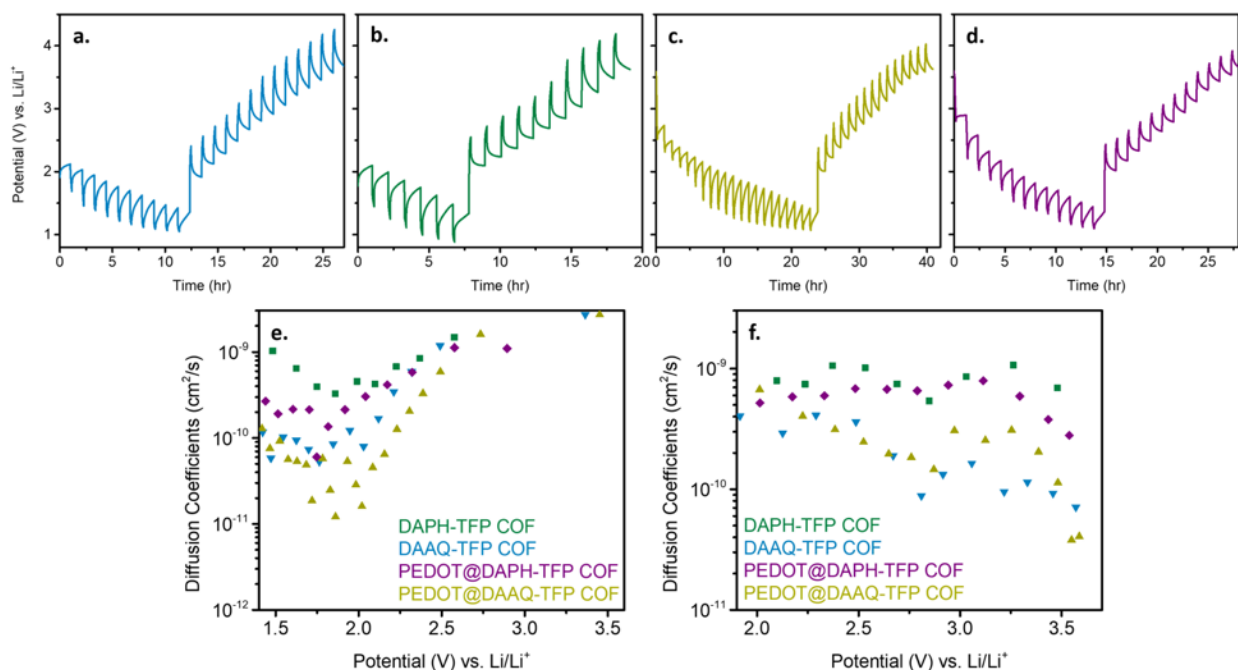 a.
b.
c.
d.
4
3
2
1
Potential (V) vs. Li/Li⁺
0 5 10 15 20 25
0 5 10 15 20
0 10 20 30 40
0 5 10 15 20 25
Time (hr)
Time (hr)
Time (hr)
Time (hr)
e.
10⁻⁹
10⁻¹⁰
10⁻¹¹
10⁻¹²
Diffusion Coefficients (cm²/s)
DAPH-TFP COF
DAAQ-TFP COF
PEDOT@DAPH-TFP COF
PEDOT@DAAQ-TFP COF
1.5 2.0 2.5 3.0 3.5
Potential (V) vs. Li/Li⁺
f.
10⁻⁹
10⁻¹⁰
10⁻¹¹
Diffusion Coefficients (cm²/s)
DAPH-TFP COF
DAAQ-TFP COF
PEDOT@DAPH-TFP COF
PEDOT@DAAQ-TFP COF
2.0 2.5 3.0 3.5
Potential (V) vs. Li/Li⁺